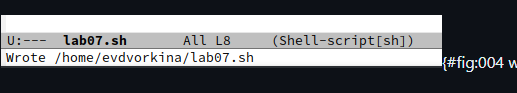 U:---  lab07.sh       All L8     (Shell-script[sh])
Wrote /home/evdvorkina/lab07.sh
{#fig:004 w